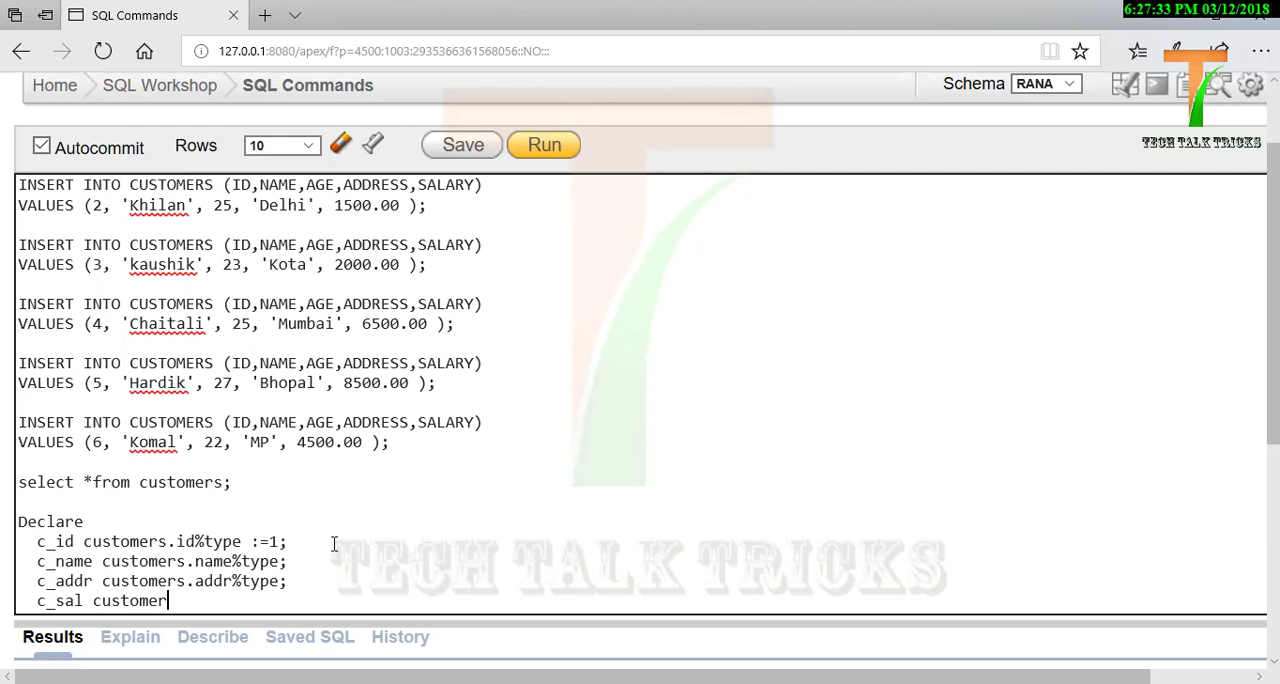 SQL Commands
6:27:33 PM 03/12/2018
127.0.0.1:8080/apex/f?p=4500:1003:2935366361568056::NO:::
Home SQL Workshop SQL Commands Schema RANA
Autocommit Rows 10 Save Run
TECH TALK TRICKS
INSERT INTO CUSTOMERS (ID,NAME,AGE,ADDRESS,SALARY)
VALUES (2, 'Khilan', 25, 'Delhi', 1500.00 );
INSERT INTO CUSTOMERS (ID,NAME,AGE,ADDRESS,SALARY)
VALUES (3, 'kaushik', 23, 'Kota', 2000.00 );
INSERT INTO CUSTOMERS (ID,NAME,AGE,ADDRESS,SALARY)
VALUES (4, 'Chaitali', 25, 'Mumbai', 6500.00 );
INSERT INTO CUSTOMERS (ID,NAME,AGE,ADDRESS,SALARY)
VALUES (5, 'Hardik', 27, 'Bhopal', 8500.00 );
INSERT INTO CUSTOMERS (ID,NAME,AGE,ADDRESS,SALARY)
VALUES (6, 'Komal', 22, 'MP', 4500.00 );
select *from customers;
Declare
c_id customers.id%type :=1;
c_name customers.name%type;
c_addr customers.addr%type;
c_sal customer
TECH TALK TRICKS
Results Explain Describe Saved SQL History